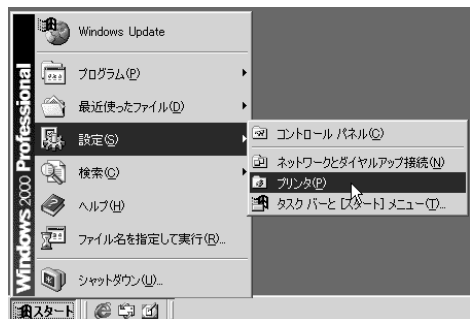 Windows Update
プログラム(P)
最近使ったファイル(D)
設定(S)
検索(C)
ヘルプ(H)
ファイル名を指定して実行(R)...
シャットダウン(U)...
Windows 2000 Professional
コントロール パネル(C)
ネットワークとダイヤルアップ接続(N)
プリンタ(P)
タスク バーと [スタート] メニュー(T)...
スタート